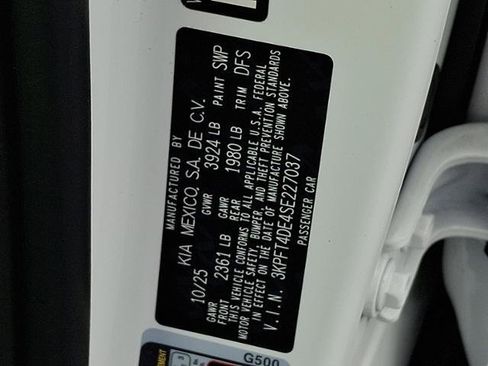 MANUFACTURED BY
10/25 KIA MEXICO, S.A. DE C.V.
GVWR 3924 LB PAINT SWP
GAWR FRONT 2361 LB GAWR REAR 1980 LB TRIM DFS
THIS VEHICLE CONFORMS TO ALL APPLICABLE U.S.A. FEDERAL
MOTOR VEHICLE SAFETY, BUMPER, AND THEFT PREVENTION STANDARDS
IN EFFECT ON THE DATE OF MANUFACTURE SHOWN ABOVE.
V.I.N. 3KPFT4DE4SE227037
PASSENGER CAR
G500